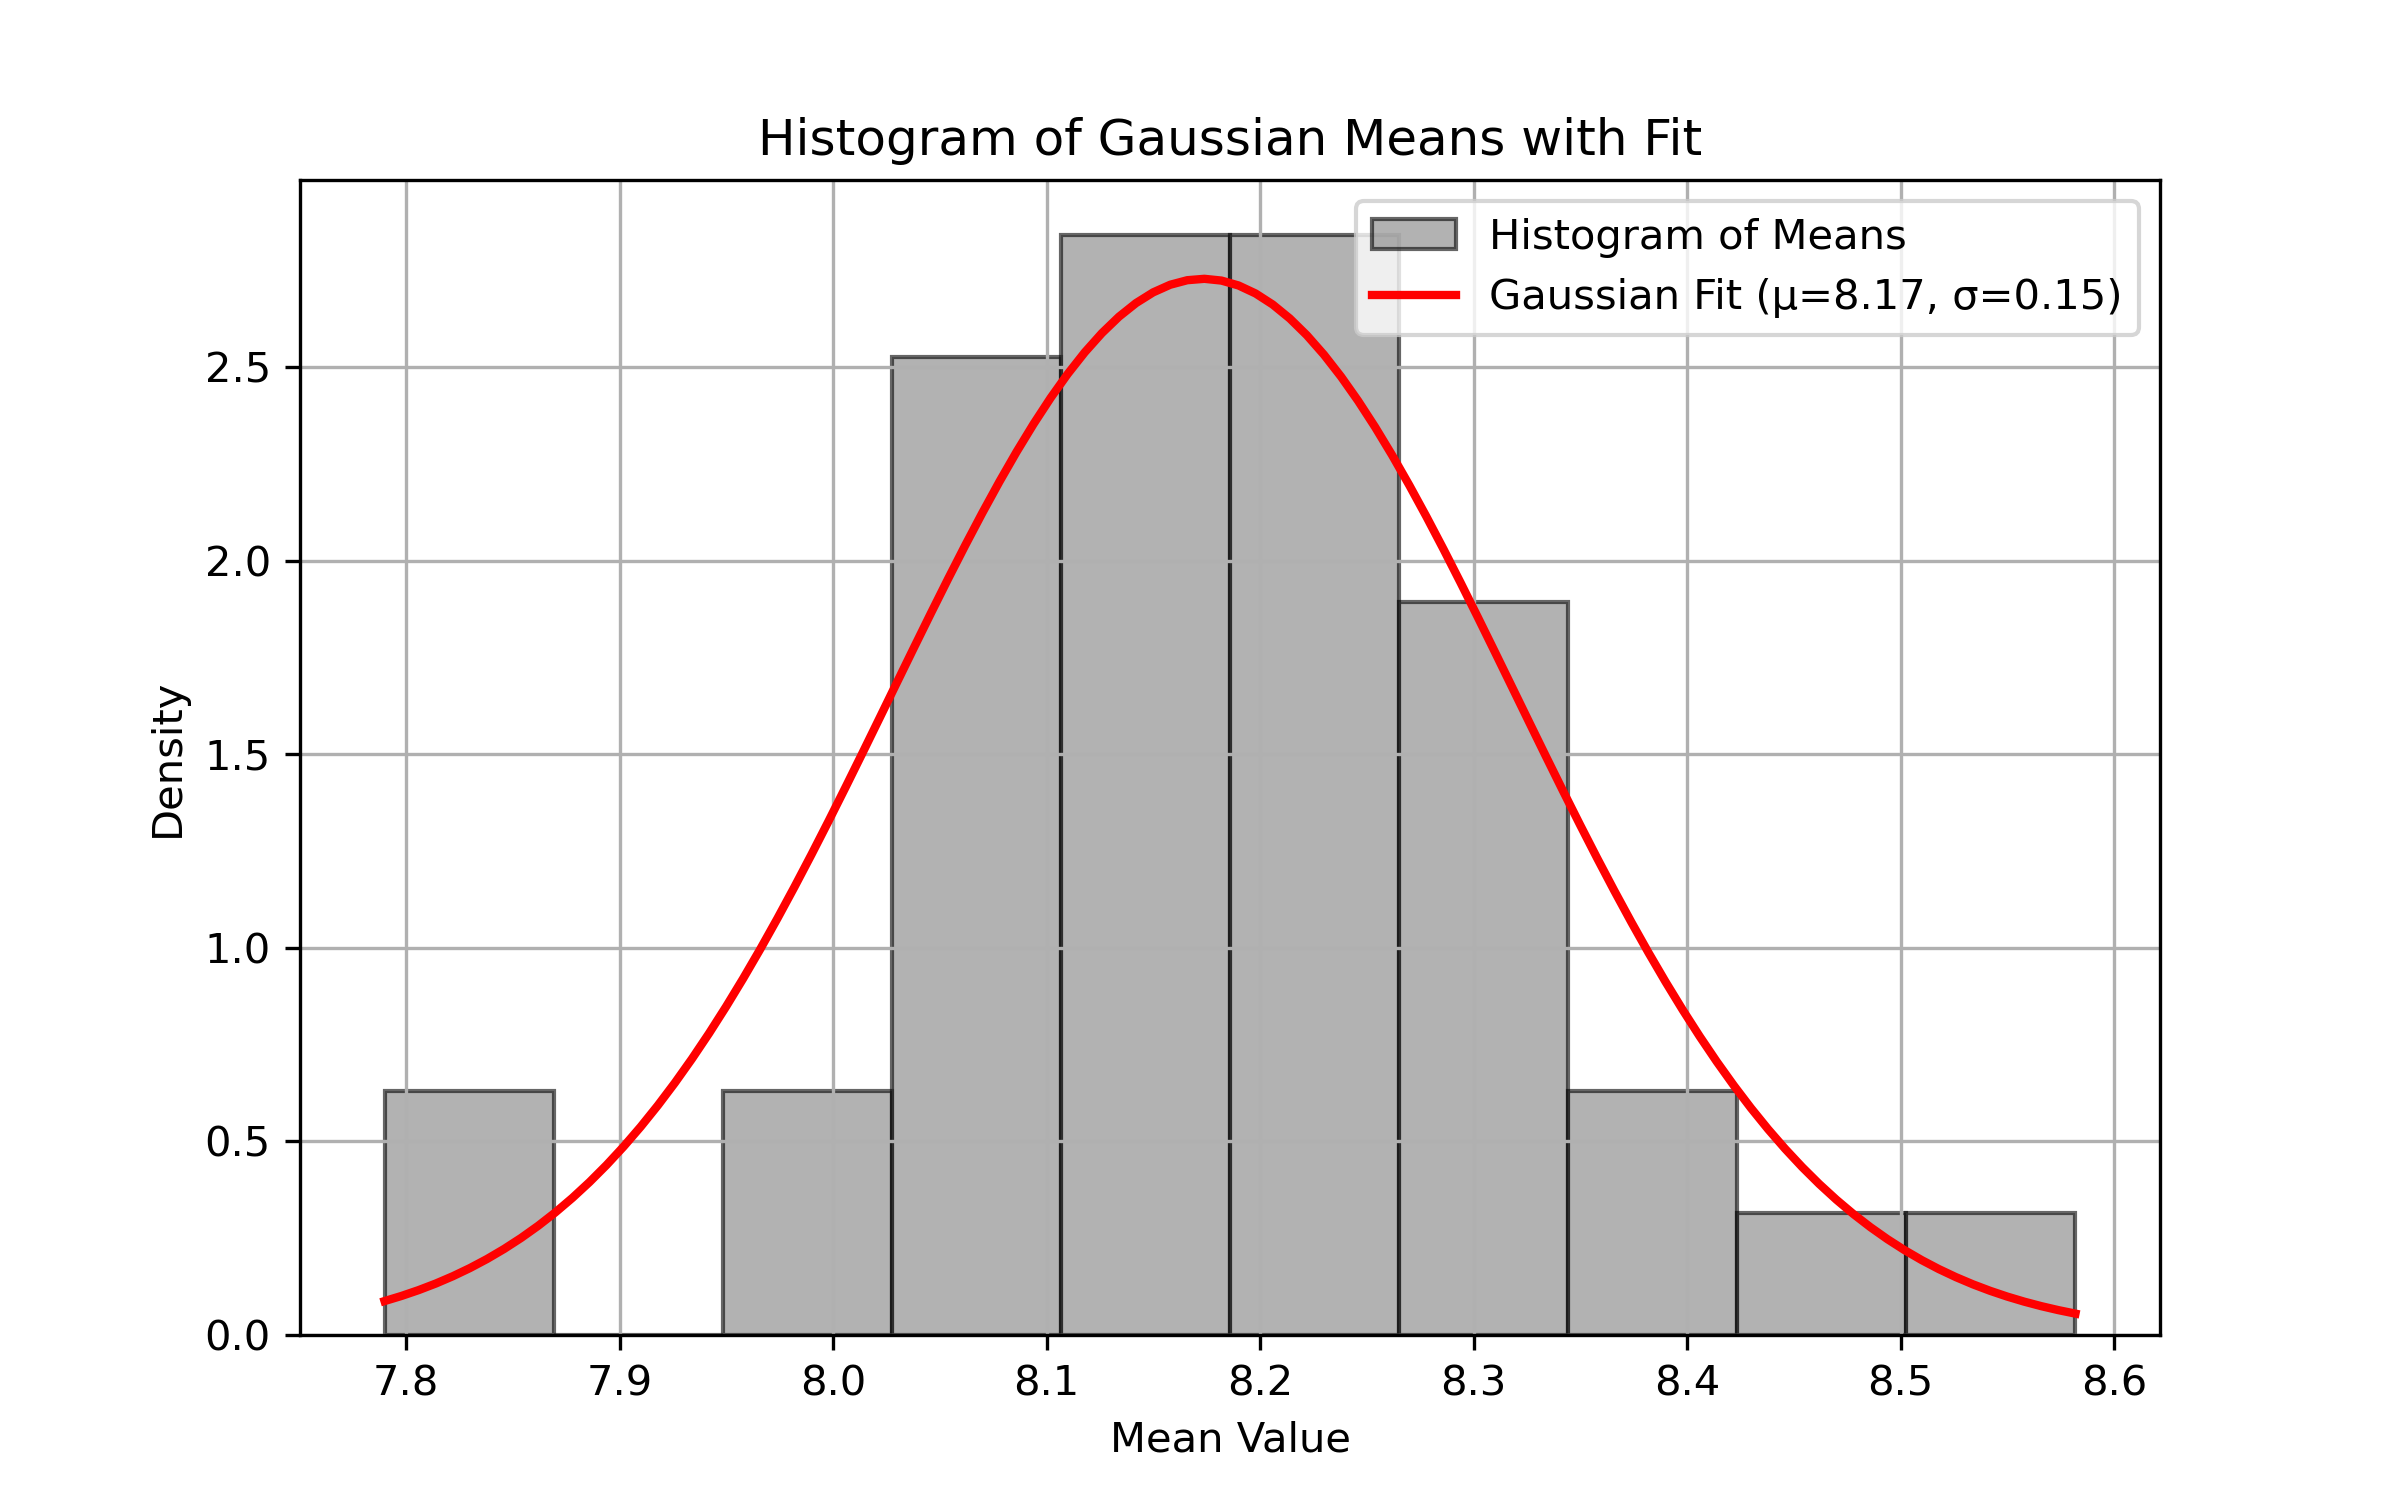 Histogram of Gaussian Means with Fit
Histogram of Means
Gaussian Fit (μ=8.17, σ=0.15)
Density
2.5
2.0
1.5
1.0
0.5
0.0
7.8 7.9 8.0 8.1 8.2 8.3 8.4 8.5 8.6
Mean Value